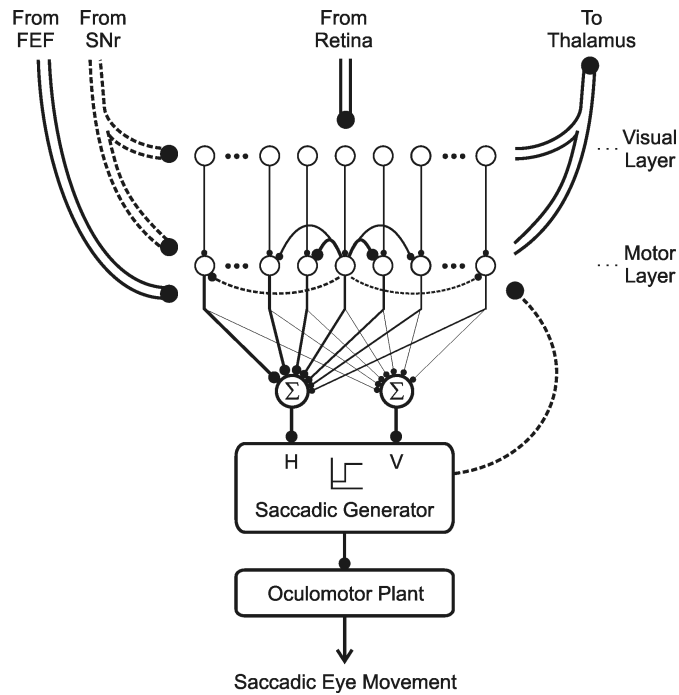 From
FEF
From
SNr
From
Retina
To
Thalamus
... Visual
Layer
... Motor
Layer
Σ
Σ
H
V
Saccadic Generator
Oculomotor Plant
Saccadic Eye Movement